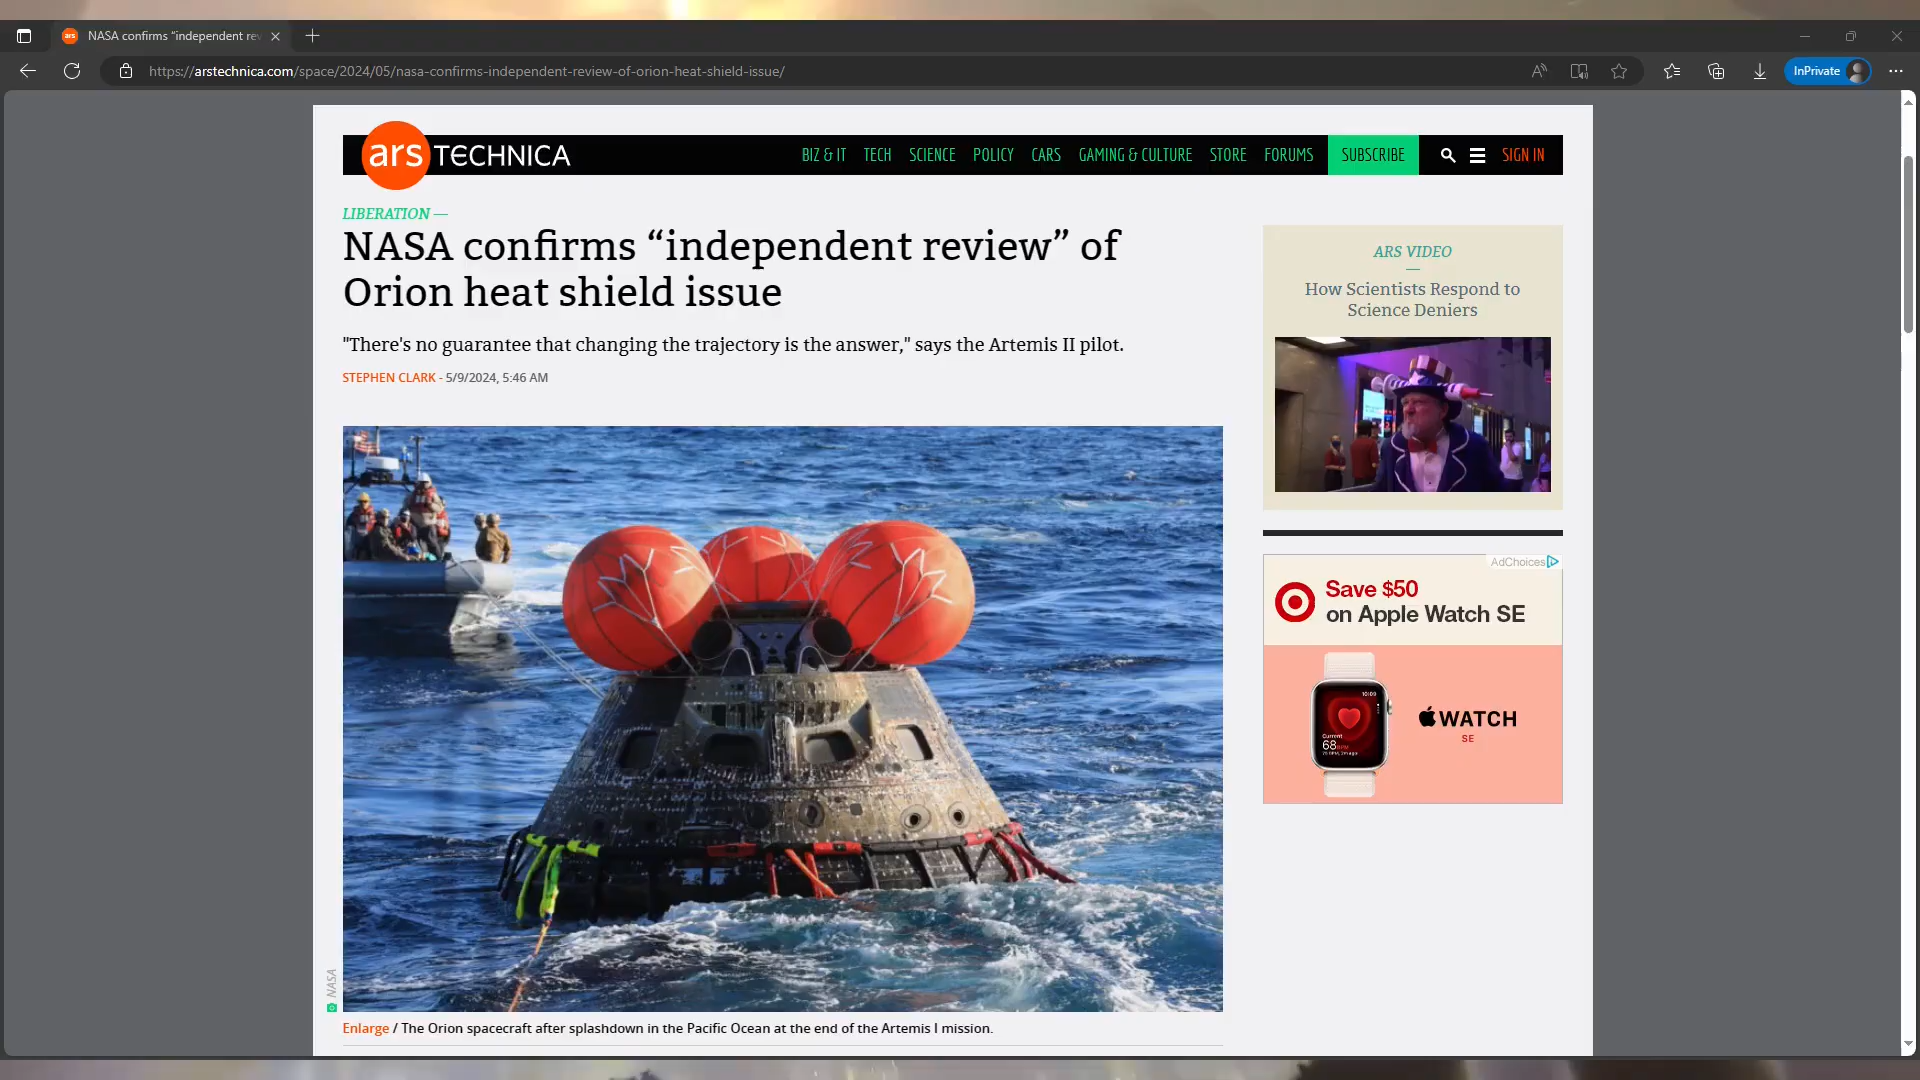 NASA confirms “independent rev
https://arstechnica.com/space/2024/05/nasa-confirms-independent-review-of-orion-heat-shield-issue/
InPrivate
ars TECHNICA
BIZ & IT TECH SCIENCE POLICY CARS GAMING & CULTURE STORE FORUMS SUBSCRIBE SIGN IN
LIBERATION —
NASA confirms “independent review” of
Orion heat shield issue
"There's no guarantee that changing the trajectory is the answer," says the Artemis II pilot.
STEPHEN CLARK - 5/9/2024, 5:46 AM
NASA
Enlarge / The Orion spacecraft after splashdown in the Pacific Ocean at the end of the Artemis I mission.
ARS VIDEO
—
How Scientists Respond to
Science Deniers
AdChoices
Save $50
on Apple Watch SE
10:09
Current
68 BPM
WATCH
SE